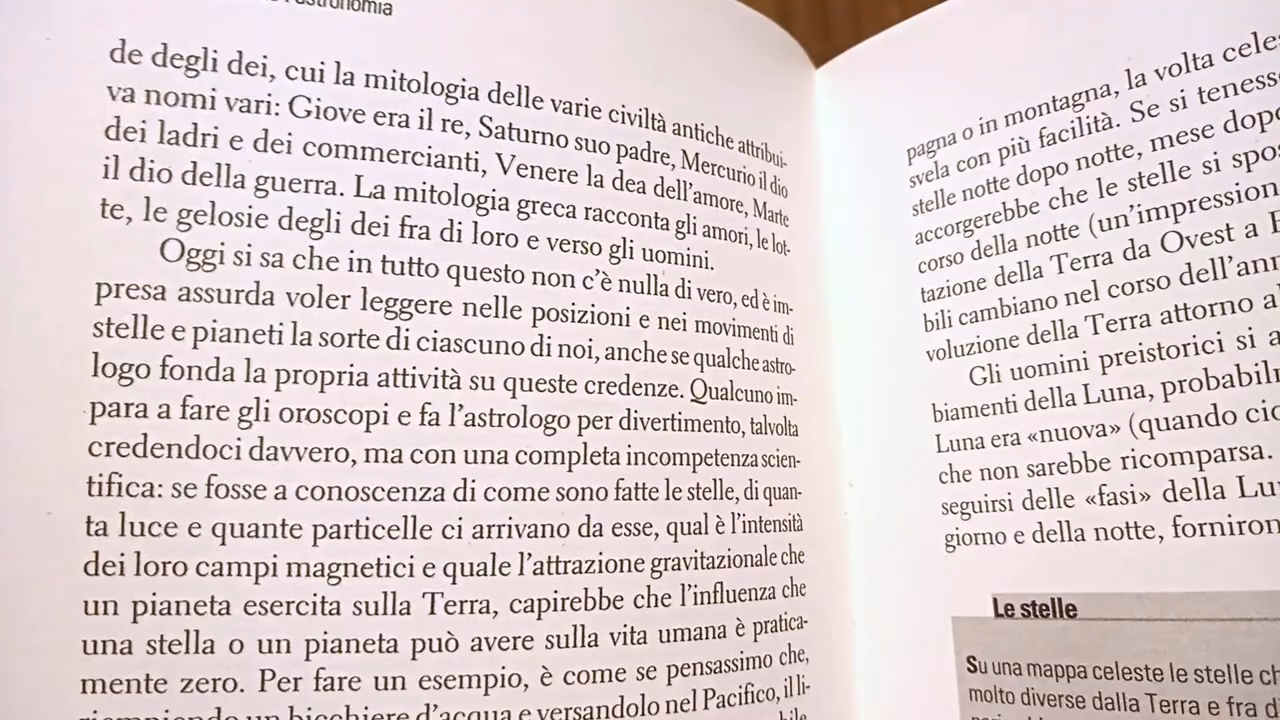 l'astronomia
de degli dei, cui la mitologia delle varie civiltà antiche attribui-
va nomi vari: Giove era il re, Saturno suo padre, Mercurio il dio
dei ladri e dei commercianti, Venere la dea dell'amore, Marte
il dio della guerra. La mitologia greca racconta gli amori, le lot-
te, le gelosie degli dei fra di loro e verso gli uomini.
Oggi si sa che in tutto questo non c'è nulla di vero, ed è im-
presa assurda voler leggere nelle posizioni e nei movimenti di
stelle e pianeti la sorte di ciascuno di noi, anche se qualche astro-
logo fonda la propria attività su queste credenze. Qualcuno im-
para a fare gli oroscopi e fa l'astrologo per divertimento, talvolta
credendoci davvero, ma con una completa incompetenza scien-
tifica: se fosse a conoscenza di come sono fatte le stelle, di quan-
ta luce e quante particelle ci arrivano da esse, qual è l'intensità
dei loro campi magnetici e quale l'attrazione gravitazionale che
un pianeta esercita sulla Terra, capirebbe che l'influenza che
una stella o un pianeta può avere sulla vita umana è pratica-
mente zero. Per fare un esempio, è come se pensassimo che,
riempiendo un bicchiere d'acqua e versandolo nel Pacifico, il li-
pagna o in montagna, la volta cele
svela con più facilità. Se si teness
stelle notte dopo notte, mese dopo
accorgerebbe che le stelle si spos
corso della notte (un'impression
tazione della Terra da Ovest a E
bili cambiano nel corso dell'ann
voluzione della Terra attorno a
Gli uomini preistorici si a
biamenti della Luna, probabil
Luna era «nuova» (quando cio
che non sarebbe ricomparsa.
seguirsi delle «fasi» della Lu
giorno e della notte, forniron
Le stelle
Su una mappa celeste le stelle ch
molto diverse dalla Terra e fra d